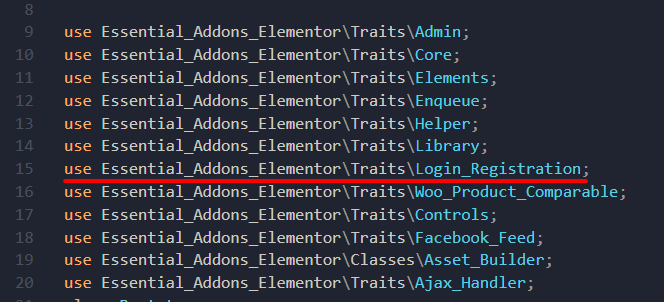 8
9 use Essential_Addons_Elementor\Traits\Admin;
10 use Essential_Addons_Elementor\Traits\Core;
11 use Essential_Addons_Elementor\Traits\Elements;
12 use Essential_Addons_Elementor\Traits\Enqueue;
13 use Essential_Addons_Elementor\Traits\Helper;
14 use Essential_Addons_Elementor\Traits\Library;
15 use Essential_Addons_Elementor\Traits\Login_Registration;
16 use Essential_Addons_Elementor\Traits\Woo_Product_Comparable;
17 use Essential_Addons_Elementor\Traits\Controls;
18 use Essential_Addons_Elementor\Traits\Facebook_Feed;
19 use Essential_Addons_Elementor\Classes\Asset_Builder;
20 use Essential_Addons_Elementor\Traits\Ajax_Handler;